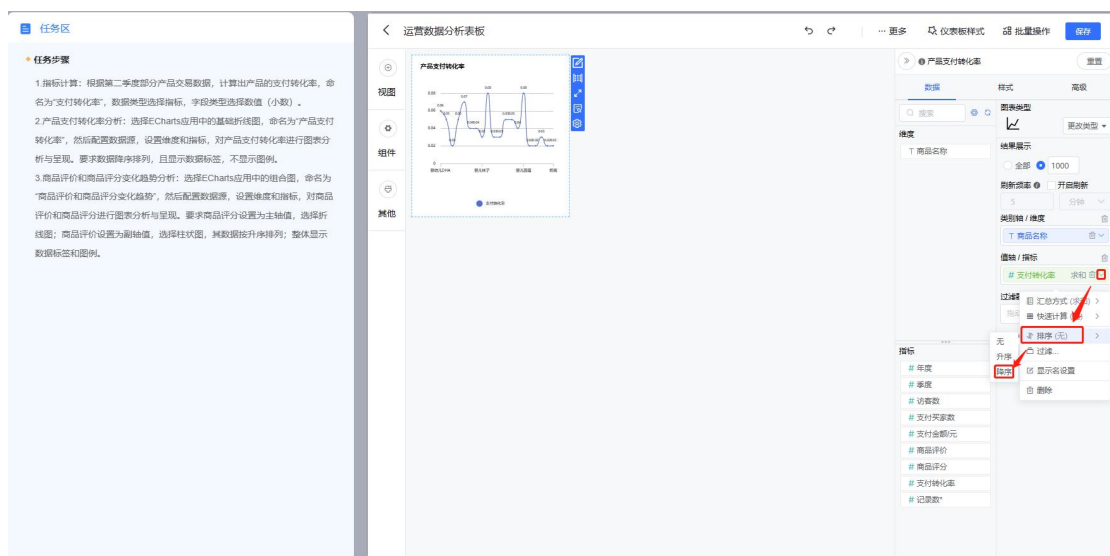 任务区
任务步骤
1.指标计算：根据第二季度部分产品交易数据，计算出产品的支付转化率，命
名为“支付转化率”，数据类型选择指标，字段类型选择数值（小数）。
2.产品支付转化率分析：选择ECharts应用中的基础折线图，命名为“产品支付
转化率”，然后配置数据源，设置维度和指标，对产品支付转化率进行图表分
析与呈现。要求数据降序排列，且显示数据标签，不显示图例。
3.商品评价和商品评分变化趋势分析：选择ECharts应用中的组合图，命名为
“商品评价和商品评分变化趋势”，然后配置数据源，设置维度和指标，对商品
评价和商品评分进行图表分析与呈现。要求商品评分设置为主轴值，选择折
线图；商品评价设置为副轴值，选择柱状图，其数据按升序排列；整体显示
数据标签和图例。
运营数据分析表板
··· 更多
仪表板样式
批量操作
保存
视图
组件
其他
产品支付转化率
0.08
0.06
0.04
0.02
0
支付转化率
产品支付转化率
重置
数据
样式
高级
搜索
维度
T 商品名称
图表类型
更改类型
结果展示
全部
1000
刷新频率
开启刷新
5
分钟
类别轴 / 维度
T 商品名称
值轴 / 指标
# 支付转化率
求和
汇总方式 (求和)
快速计算
排序 (无)
过滤...
显示名设置
删除
无
升序
降序
指标
# 年度
# 季度
# 访客数
# 支付买家数
# 支付金额/元
# 商品评价
# 商品评分
# 支付转化率
# 记录数*